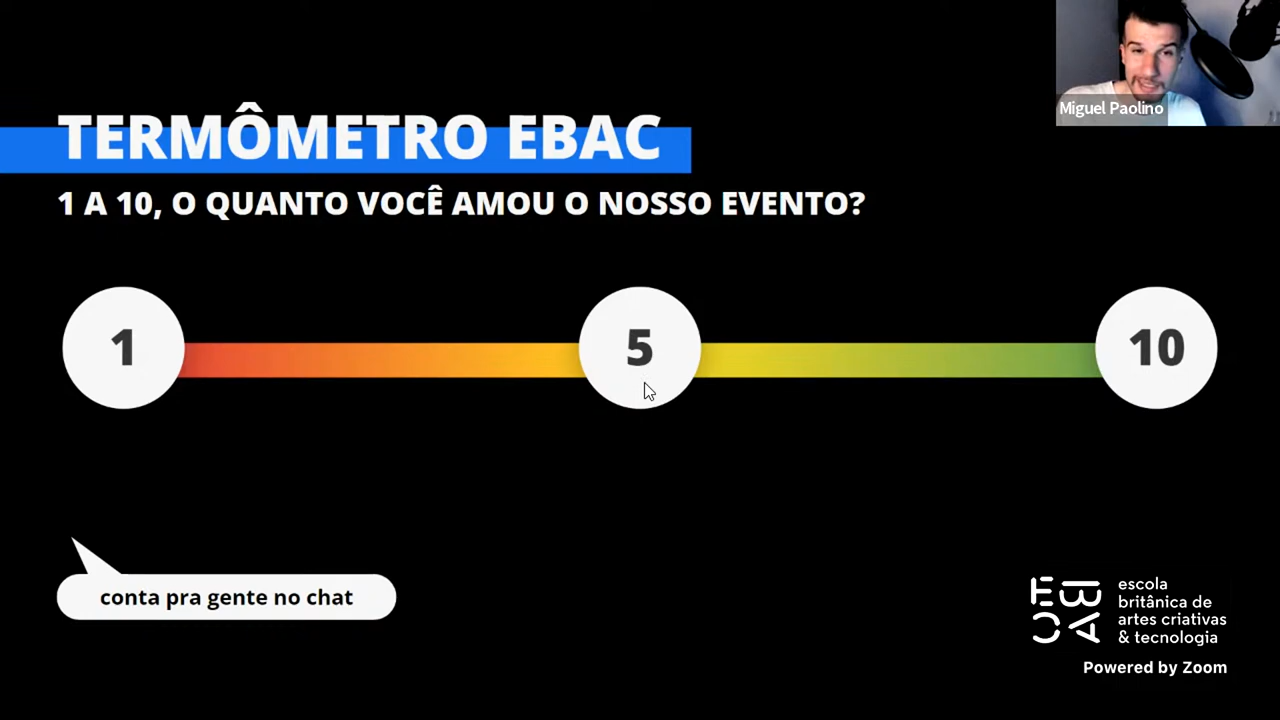 Miguel Paolino
TERMÔMETRO EBAC
1 A 10, O QUANTO VOCÊ AMOU O NOSSO EVENTO?
1
5
10
conta pra gente no chat
EBAC
escola
britânica de
artes criativas
& tecnologia
Powered by Zoom